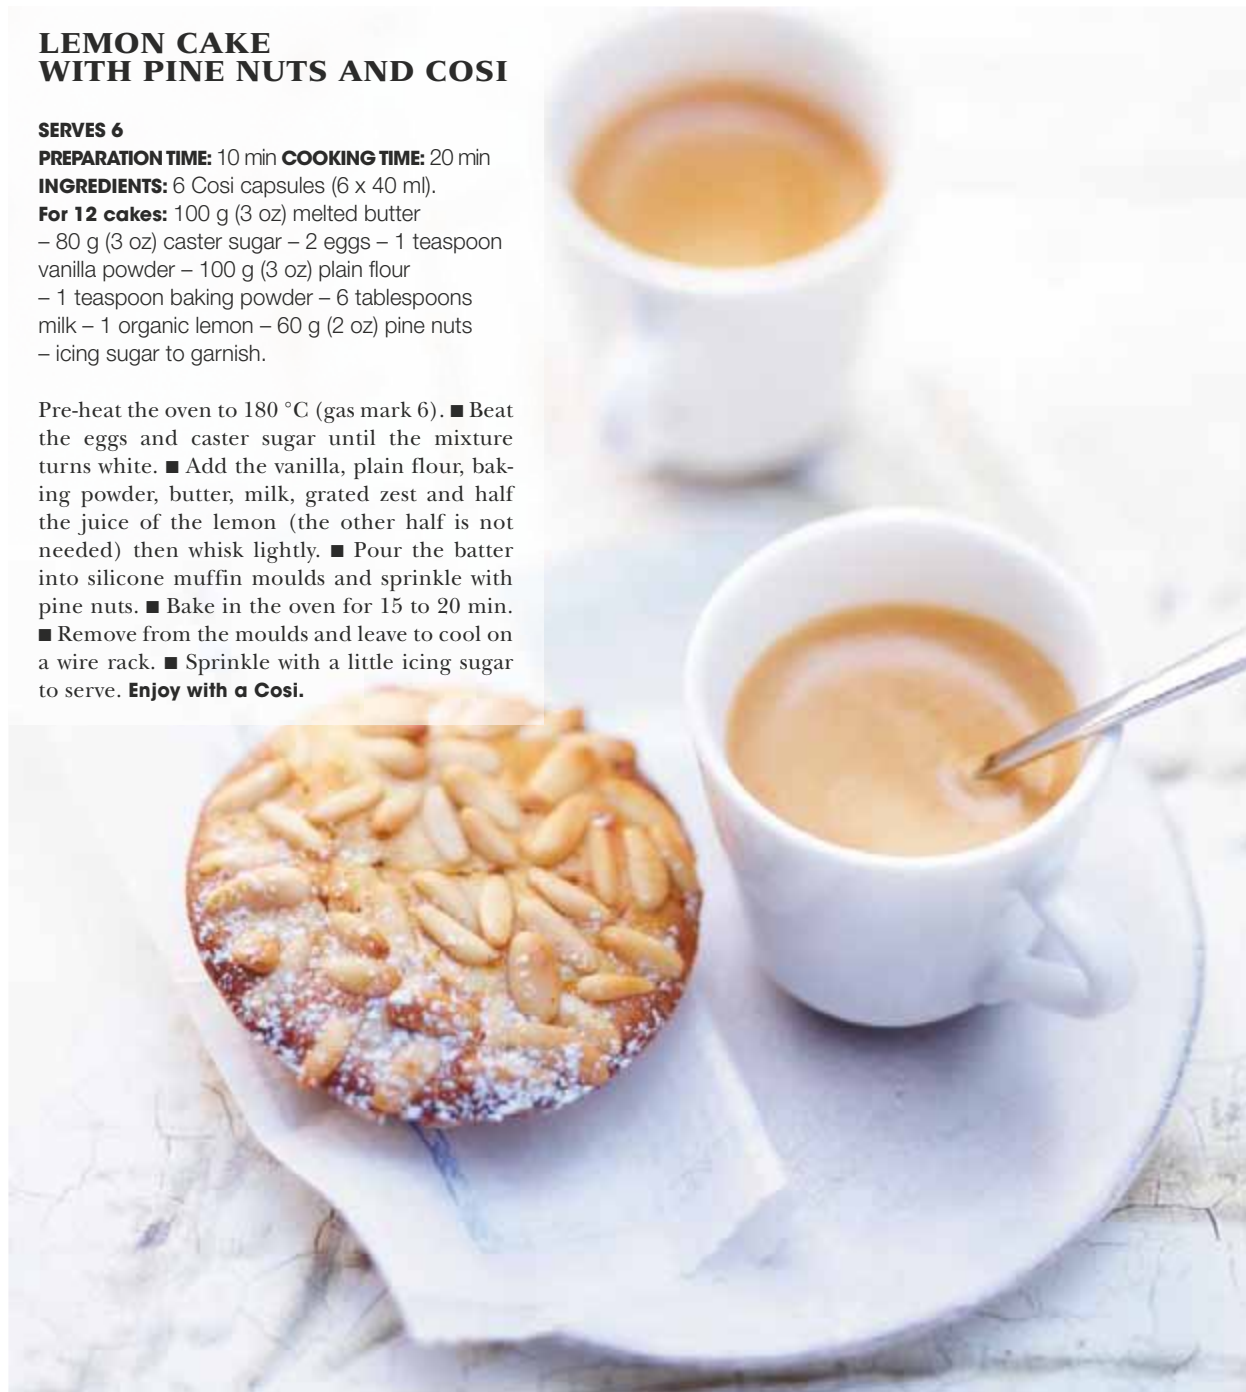 LEMON CAKE
WITH PINE NUTS AND COSI
SERVES 6
PREPARATION TIME: 10 min COOKING TIME: 20 min
INGREDIENTS: 6 Cosi capsules (6 x 40 ml).
For 12 cakes: 100 g (3 oz) melted butter
– 80 g (3 oz) caster sugar – 2 eggs – 1 teaspoon
vanilla powder – 100 g (3 oz) plain flour
– 1 teaspoon baking powder – 6 tablespoons
milk – 1 organic lemon – 60 g (2 oz) pine nuts
– icing sugar to garnish.
Pre-heat the oven to 180 °C (gas mark 6). ■ Beat
the eggs and caster sugar until the mixture
turns white. ■ Add the vanilla, plain flour, bak-
ing powder, butter, milk, grated zest and half
the juice of the lemon (the other half is not
needed) then whisk lightly. ■ Pour the batter
into silicone muffin moulds and sprinkle with
pine nuts. ■ Bake in the oven for 15 to 20 min.
■ Remove from the moulds and leave to cool on
a wire rack. ■ Sprinkle with a little icing sugar
to serve. Enjoy with a Cosi.